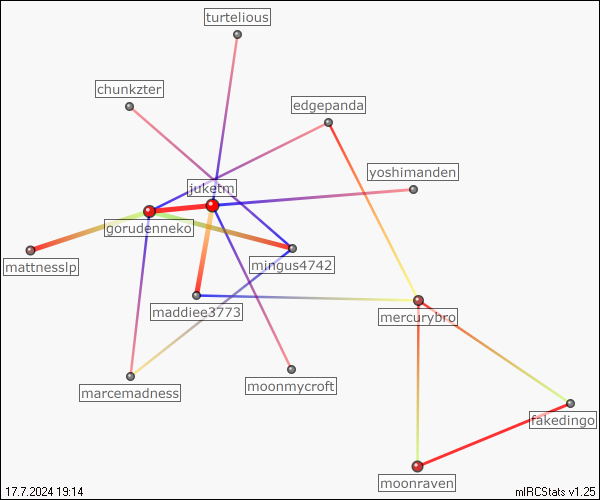 turtelious
chunkzter
edgepanda
yoshimanden
juketm
gorudenneko
mattnesslp
mingus4742
maddiee3773
mercurybro
marcemadness
moonmycroft
fakedingo
moonraven
17.7.2024 19:14
mIRCStats v1.25